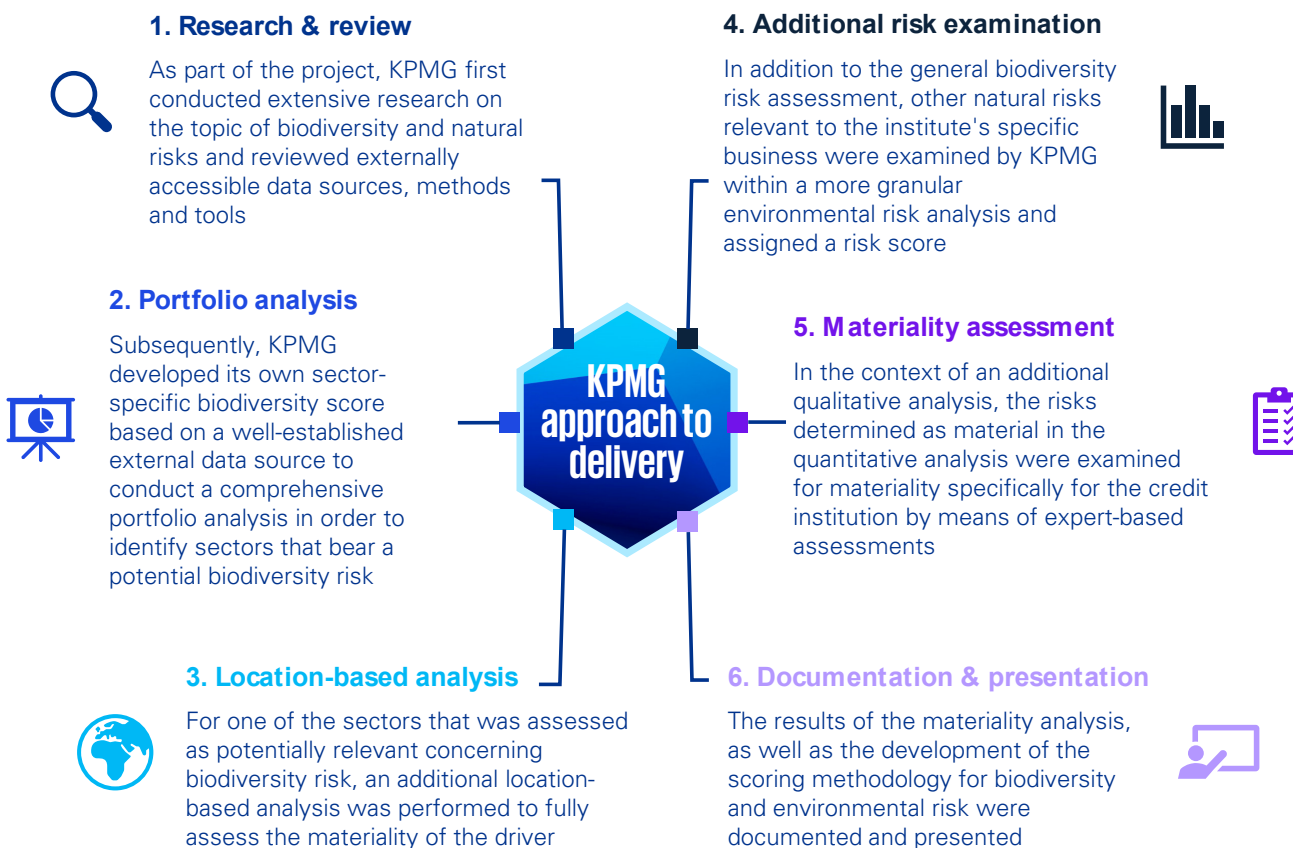 1. Research & review
As part of the project, KPMG first
conducted extensive research on
the topic of biodiversity and natural
risks and reviewed externally
accessible data sources, methods
and tools
2. Portfolio analysis
Subsequently, KPMG
developed its own sector-
specific biodiversity score
based on a well-established
external data source to
conduct a comprehensive
portfolio analysis in order to
identify sectors that bear a
potential biodiversity risk
3. Location-based analysis
For one of the sectors that was assessed
as potentially relevant concerning
biodiversity risk, an additional location-
based analysis was performed to fully
assess the materiality of the driver
KPMG
approach to
delivery
4. Additional risk examination
In addition to the general biodiversity
risk assessment, other natural risks
relevant to the institute's specific
business were examined by KPMG
within a more granular
environmental risk analysis and
assigned a risk score
5. Materiality assessment
In the context of an additional
qualitative analysis, the risks
determined as material in the
quantitative analysis were examined
for materiality specifically for the credit
institution by means of expert-based
assessments
6. Documentation & presentation
The results of the materiality analysis,
as well as the development of the
scoring methodology for biodiversity
and environmental risk were
documented and presented